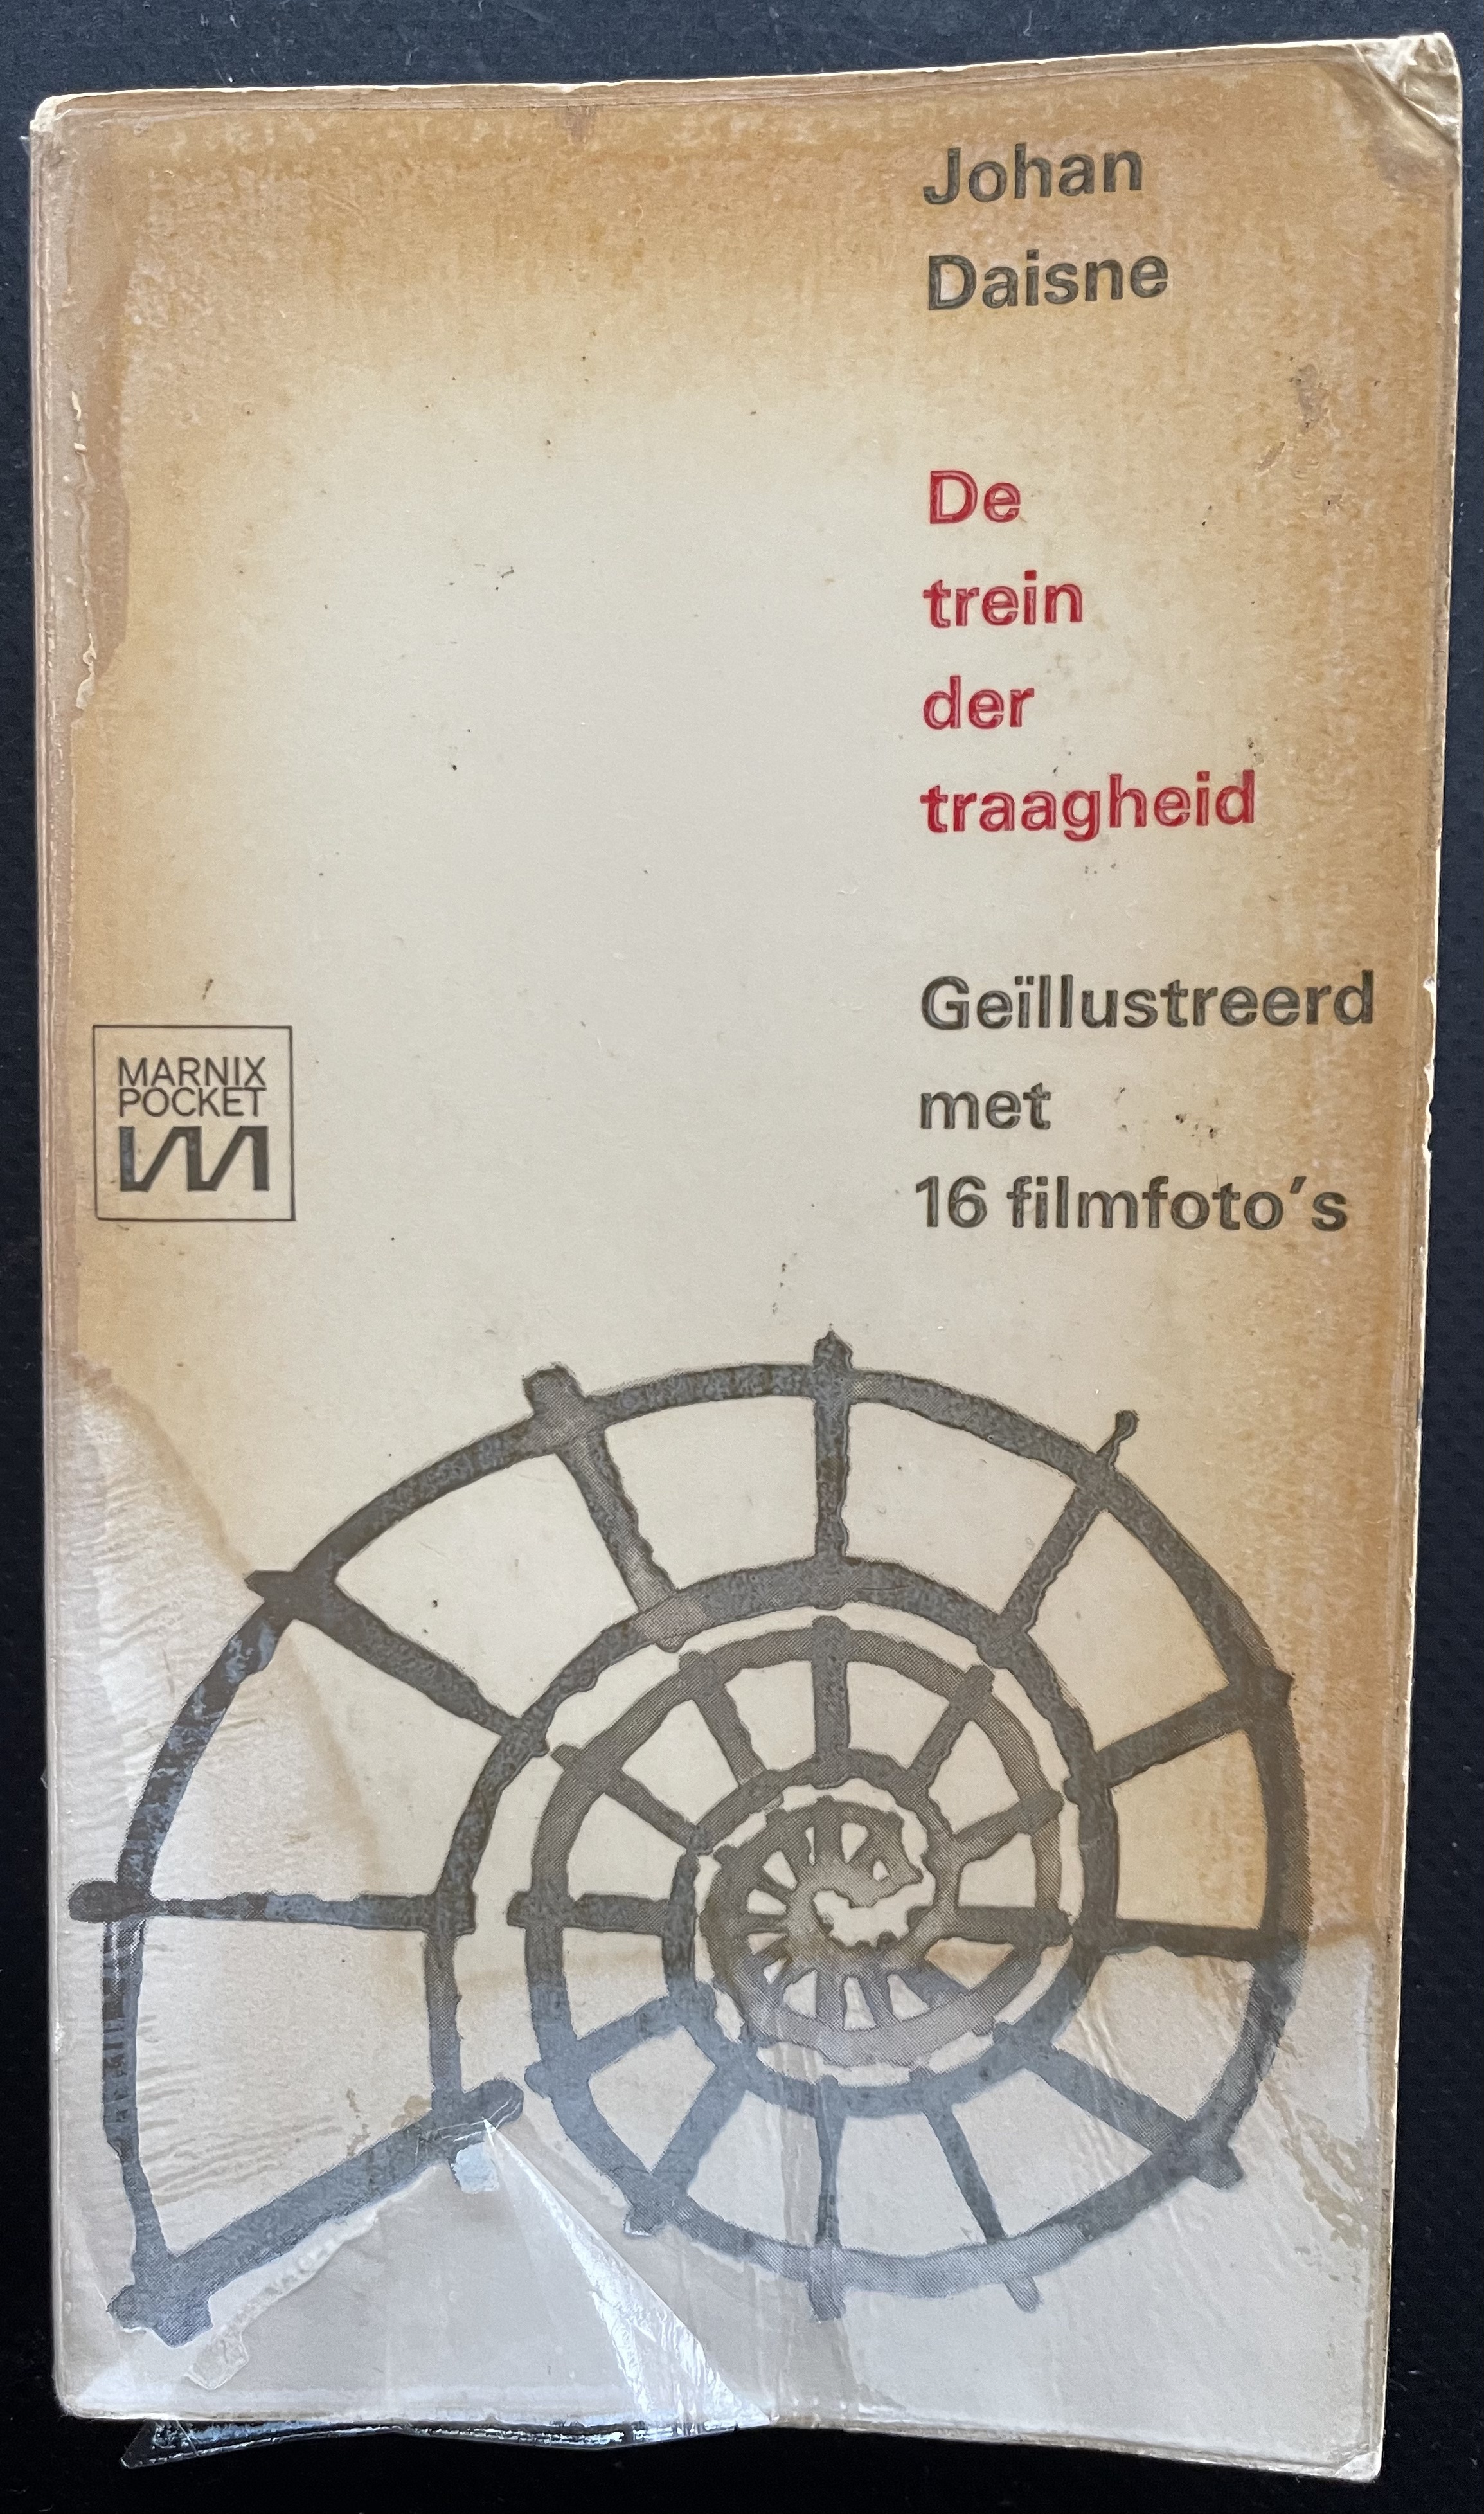 Johan
Daisne
De
trein
der
traagheid
Geïllustreerd
met
16 filmfoto's
MARNIX
POCKET